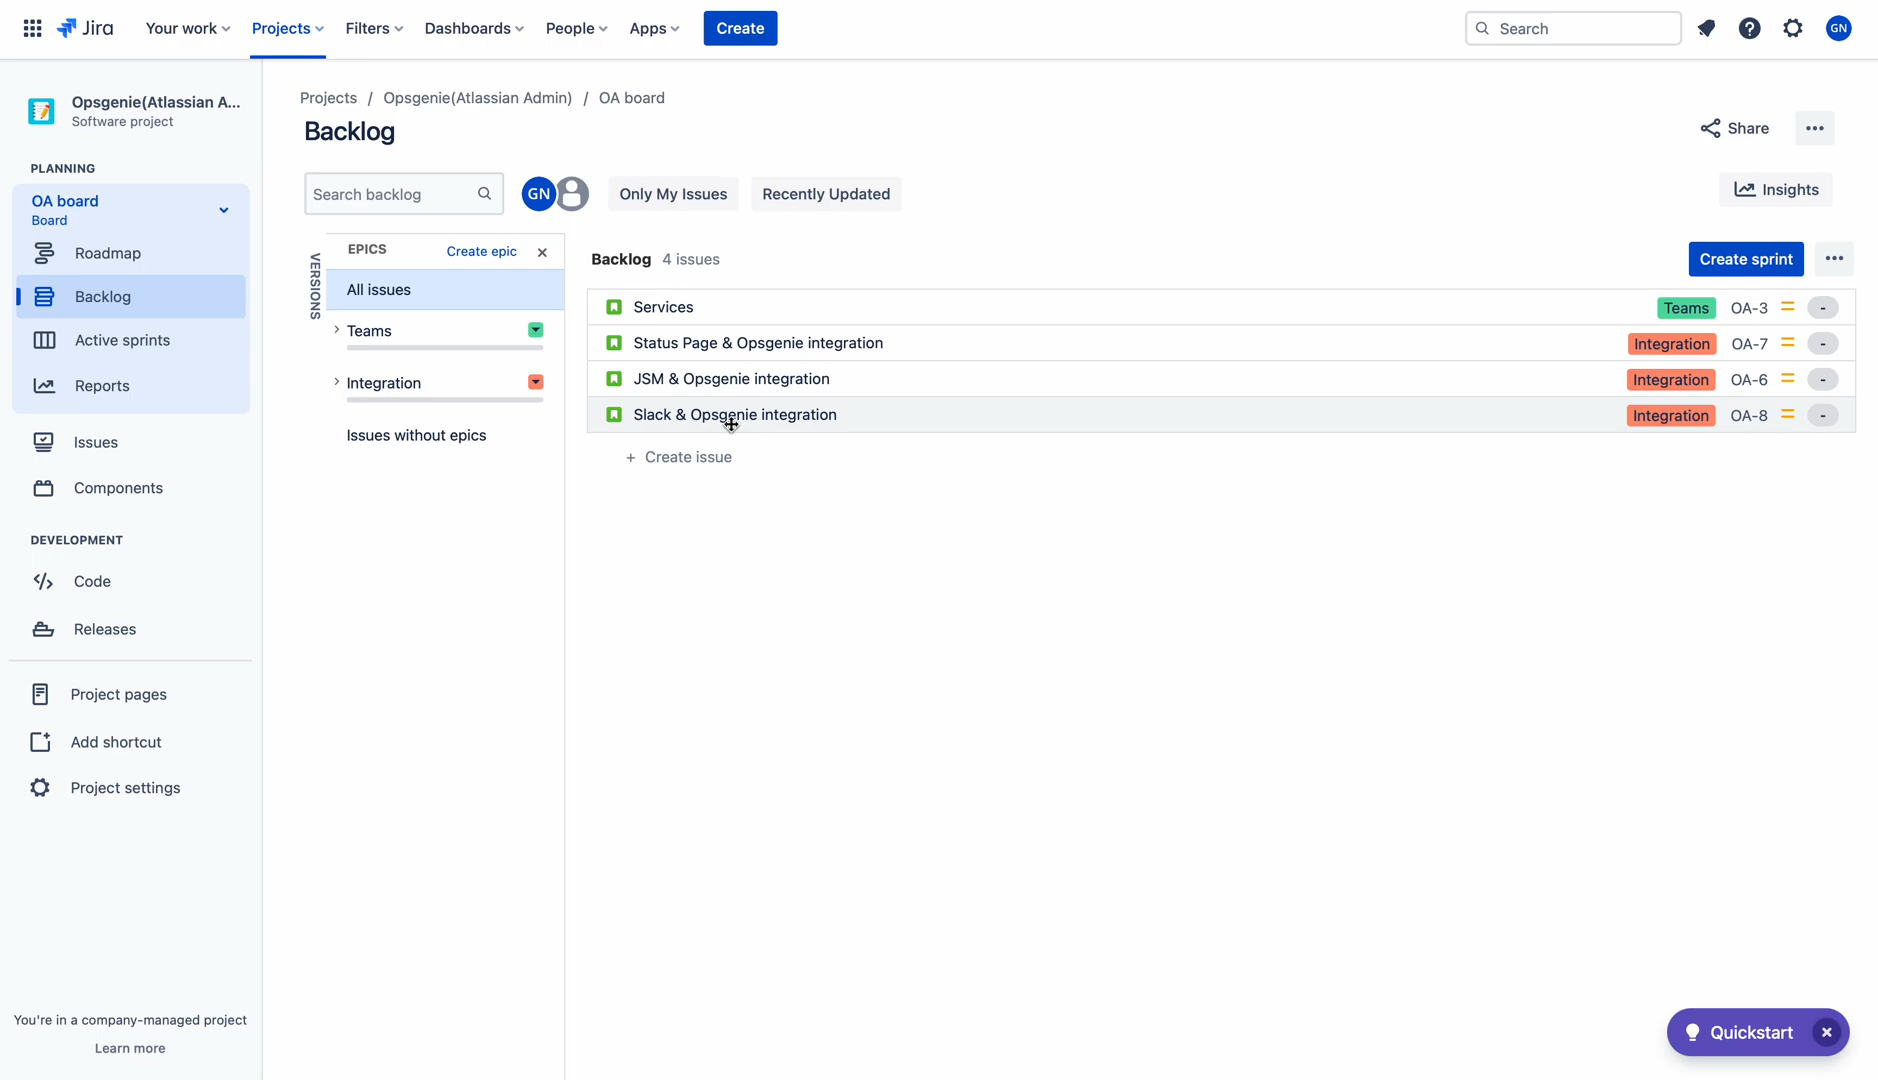 Jira
Your work
Projects
Filters
Dashboards
People
Apps
Create
Search
GN
Opsgenie(Atlassian A...
Software project
PLANNING
OA board
Board
Roadmap
Backlog
Active sprints
Reports
Issues
Components
DEVELOPMENT
Code
Releases
Project pages
Add shortcut
Project settings
You're in a company-managed project
Learn more
Projects / Opsgenie(Atlassian Admin) / OA board
Backlog
Share
Search backlog
GN
Only My Issues
Recently Updated
Insights
VERSIONS
EPICS
Create epic
All issues
Teams
Integration
Issues without epics
Backlog 4 issues
Create sprint
Services Teams OA-3 -
Status Page & Opsgenie integration Integration OA-7 -
JSM & Opsgenie integration Integration OA-6 -
Slack & Opsgenie integration Integration OA-8 -
+ Create issue
Quickstart